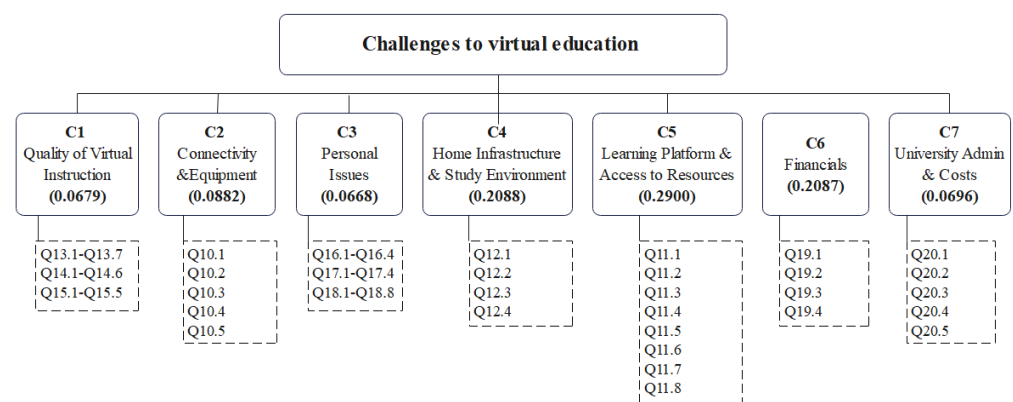 Challenges to virtual education
C1
Quality of Virtual
Instruction
(0.0679)
C2
Connectivity
&Equipment
(0.0882)
C3
Personal
Issues
(0.0668)
C4
Home Infrastructure
& Study Environment
(0.2088)
C5
Learning Platform &
Access to Resources
(0.2900)
C6
Financials
(0.2087)
C7
University Admin
& Costs
(0.0696)
Q13.1-Q13.7
Q14.1-Q14.6
Q15.1-Q15.5
Q10.1
Q10.2
Q10.3
Q10.4
Q10.5
Q16.1-Q16.4
Q17.1-Q17.4
Q18.1-Q18.8
Q12.1
Q12.2
Q12.3
Q12.4
Q11.1
Q11.2
Q11.3
Q11.4
Q11.5
Q11.6
Q11.7
Q11.8
Q19.1
Q19.2
Q19.3
Q19.4
Q20.1
Q20.2
Q20.3
Q20.4
Q20.5